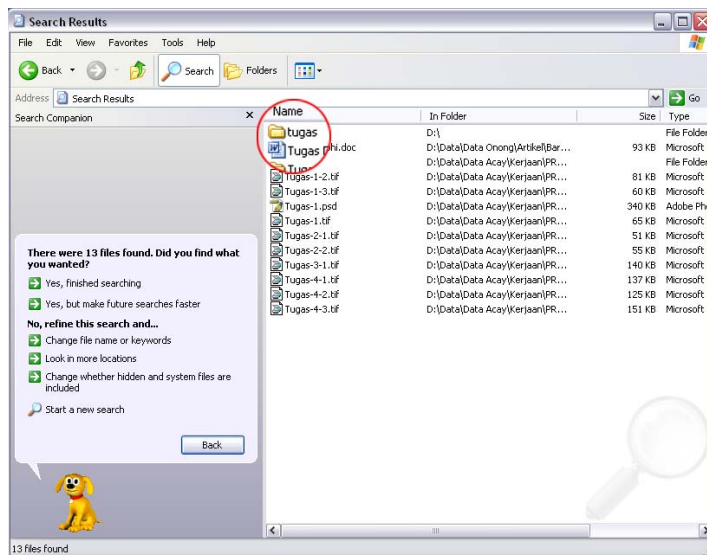 Search Results
File Edit View Favorites Tools Help
Back Search Folders
Address Search Results Go
Search Companion
There were 13 files found. Did you find what
you wanted?
Yes, finished searching
Yes, but make future searches faster
No, refine this search and...
Change file name or keywords
Look in more locations
Change whether hidden and system files are
included
Start a new search
Back
Name In Folder Size Type
tugas D:\ File Folder
Tugas phi.doc D:\Data\Data Onong\Artikel\Bar... 93 KB Microsoft
Tugas D:\Data\Data Acay\Kerjaan\PR... File Folder
Tugas-1-2.tif D:\Data\Data Acay\Kerjaan\PR... 81 KB Microsoft
Tugas-1-3.tif D:\Data\Data Acay\Kerjaan\PR... 60 KB Microsoft
Tugas-1.psd D:\Data\Data Acay\Kerjaan\PR... 340 KB Adobe Pho
Tugas-1.tif D:\Data\Data Acay\Kerjaan\PR... 65 KB Microsoft
Tugas-2-1.tif D:\Data\Data Acay\Kerjaan\PR... 51 KB Microsoft
Tugas-2-2.tif D:\Data\Data Acay\Kerjaan\PR... 55 KB Microsoft
Tugas-3-1.tif D:\Data\Data Acay\Kerjaan\PR... 140 KB Microsoft
Tugas-4-1.tif D:\Data\Data Acay\Kerjaan\PR... 137 KB Microsoft
Tugas-4-2.tif D:\Data\Data Acay\Kerjaan\PR... 125 KB Microsoft
Tugas-4-3.tif D:\Data\Data Acay\Kerjaan\PR... 151 KB Microsoft
13 files found